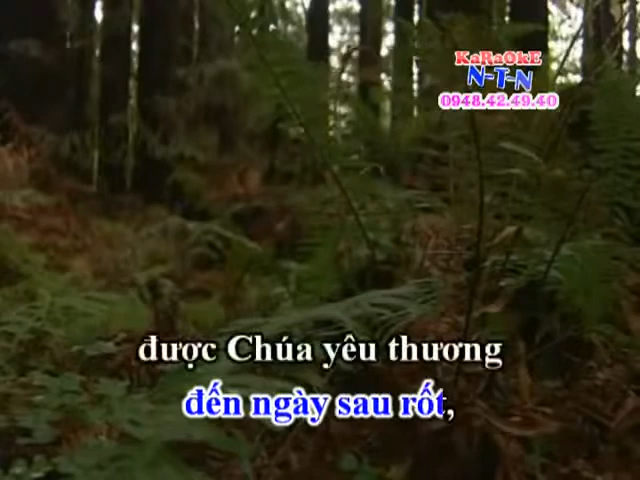 KaRaOkE
N-T-N
0948.42.49.40
được Chúa yêu thương
đến ngày sau rốt,